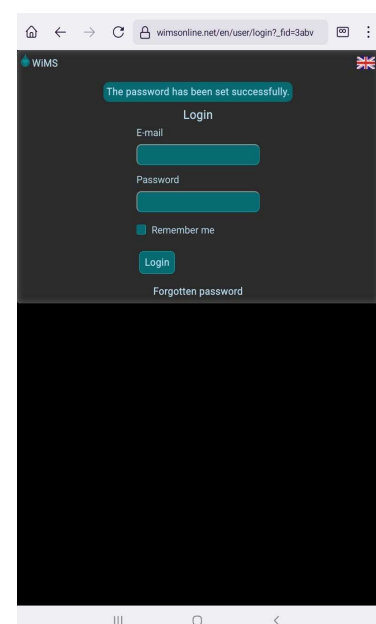 wimsonline.net/en/user/login?_fid=3abv
WiMS
The password has been set successfully.
Login
E-mail
Password
Remember me
Login
Forgotten password